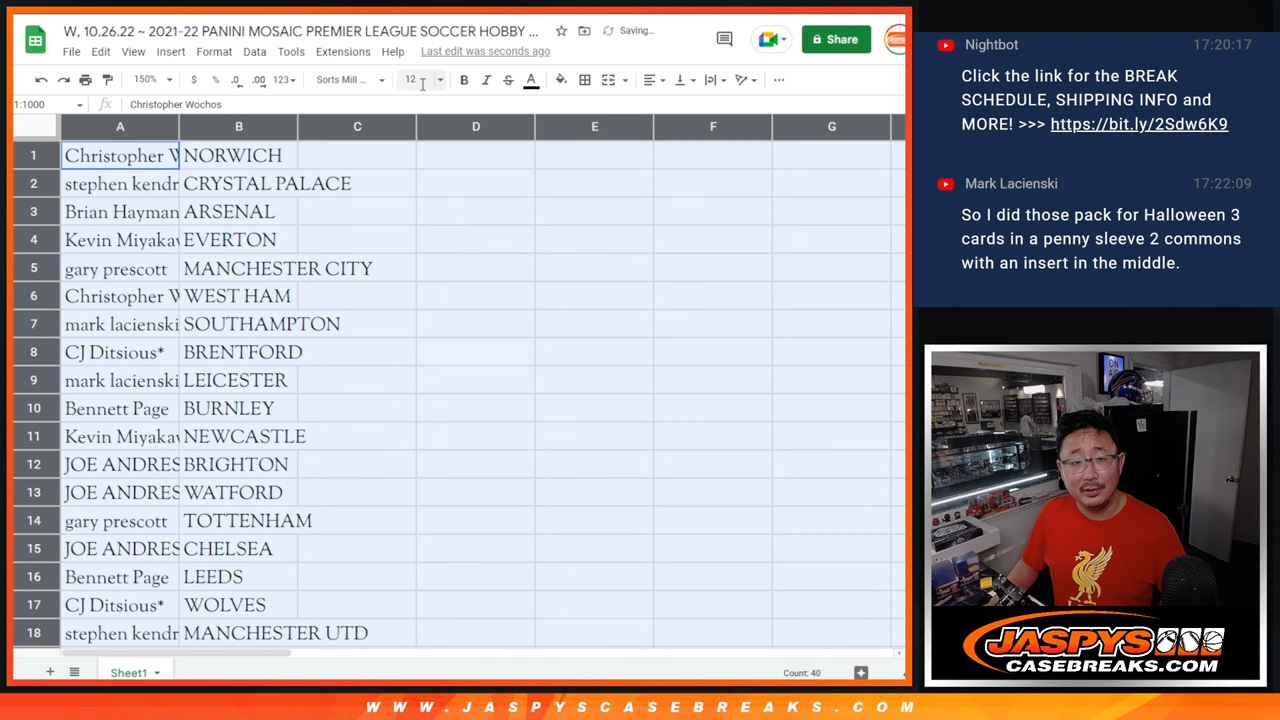 W, 10.26.22 ~ 2021-22 PANINI MOSAIC PREMIER LEAGUE SOCCER HOBBY ...
Saving...
File Edit View Insert Format Data Tools Extensions Help Last edit was seconds ago
Share
150% $ % .0 .00 123 Sorts Mill ... 12 B I S A
1:1000 fx Christopher Wochos
A B C D E F G
1 Christopher W NORWICH
2 stephen kendr CRYSTAL PALACE
3 Brian Hayman ARSENAL
4 Kevin Miyakaw EVERTON
5 gary prescott MANCHESTER CITY
6 Christopher W WEST HAM
7 mark lacienski SOUTHAMPTON
8 CJ Ditsious* BRENTFORD
9 mark lacienski LEICESTER
10 Bennett Page BURNLEY
11 Kevin Miyakaw NEWCASTLE
12 JOE ANDRES BRIGHTON
13 JOE ANDRES WATFORD
14 gary prescott TOTTENHAM
15 JOE ANDRES CHELSEA
16 Bennett Page LEEDS
17 CJ Ditsious* WOLVES
18 stephen kendr MANCHESTER UTD
Sheet1
Count: 40
Nightbot 17:20:17
Click the link for the BREAK
SCHEDULE, SHIPPING INFO and
MORE! >>> https://bit.ly/2Sdw6K9
Mark Lacienski 17:22:09
So I did those pack for Halloween 3
cards in a penny sleeve 2 commons
with an insert in the middle.
ON
AIR
JASPYS
CASEBREAKS.COM
WWW.JASPYSCASEBREAKS.COM